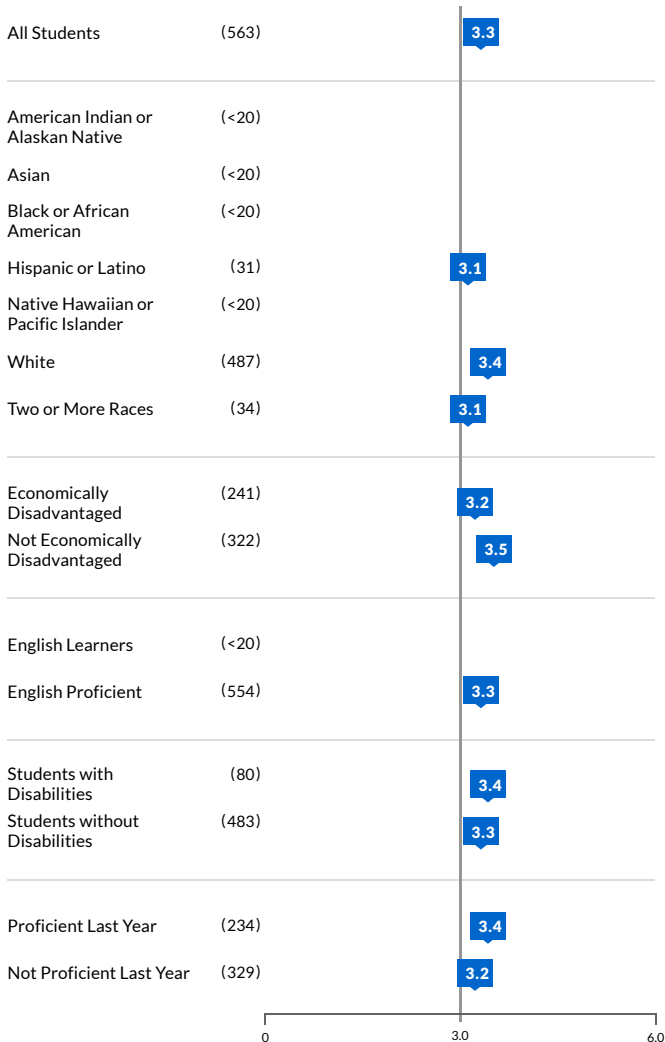 All Students (563) 3.3
American Indian or (<20)
Alaskan Native
Asian (<20)
Black or African (<20)
American
Hispanic or Latino (31) 3.1
Native Hawaiian or (<20)
Pacific Islander
White (487) 3.4
Two or More Races (34) 3.1
Economically (241) 3.2
Disadvantaged
Not Economically (322) 3.5
Disadvantaged
English Learners (<20)
English Proficient (554) 3.3
Students with (80) 3.4
Disabilities
Students without (483) 3.3
Disabilities
Proficient Last Year (234) 3.4
Not Proficient Last Year (329) 3.2
0 3.0 6.0